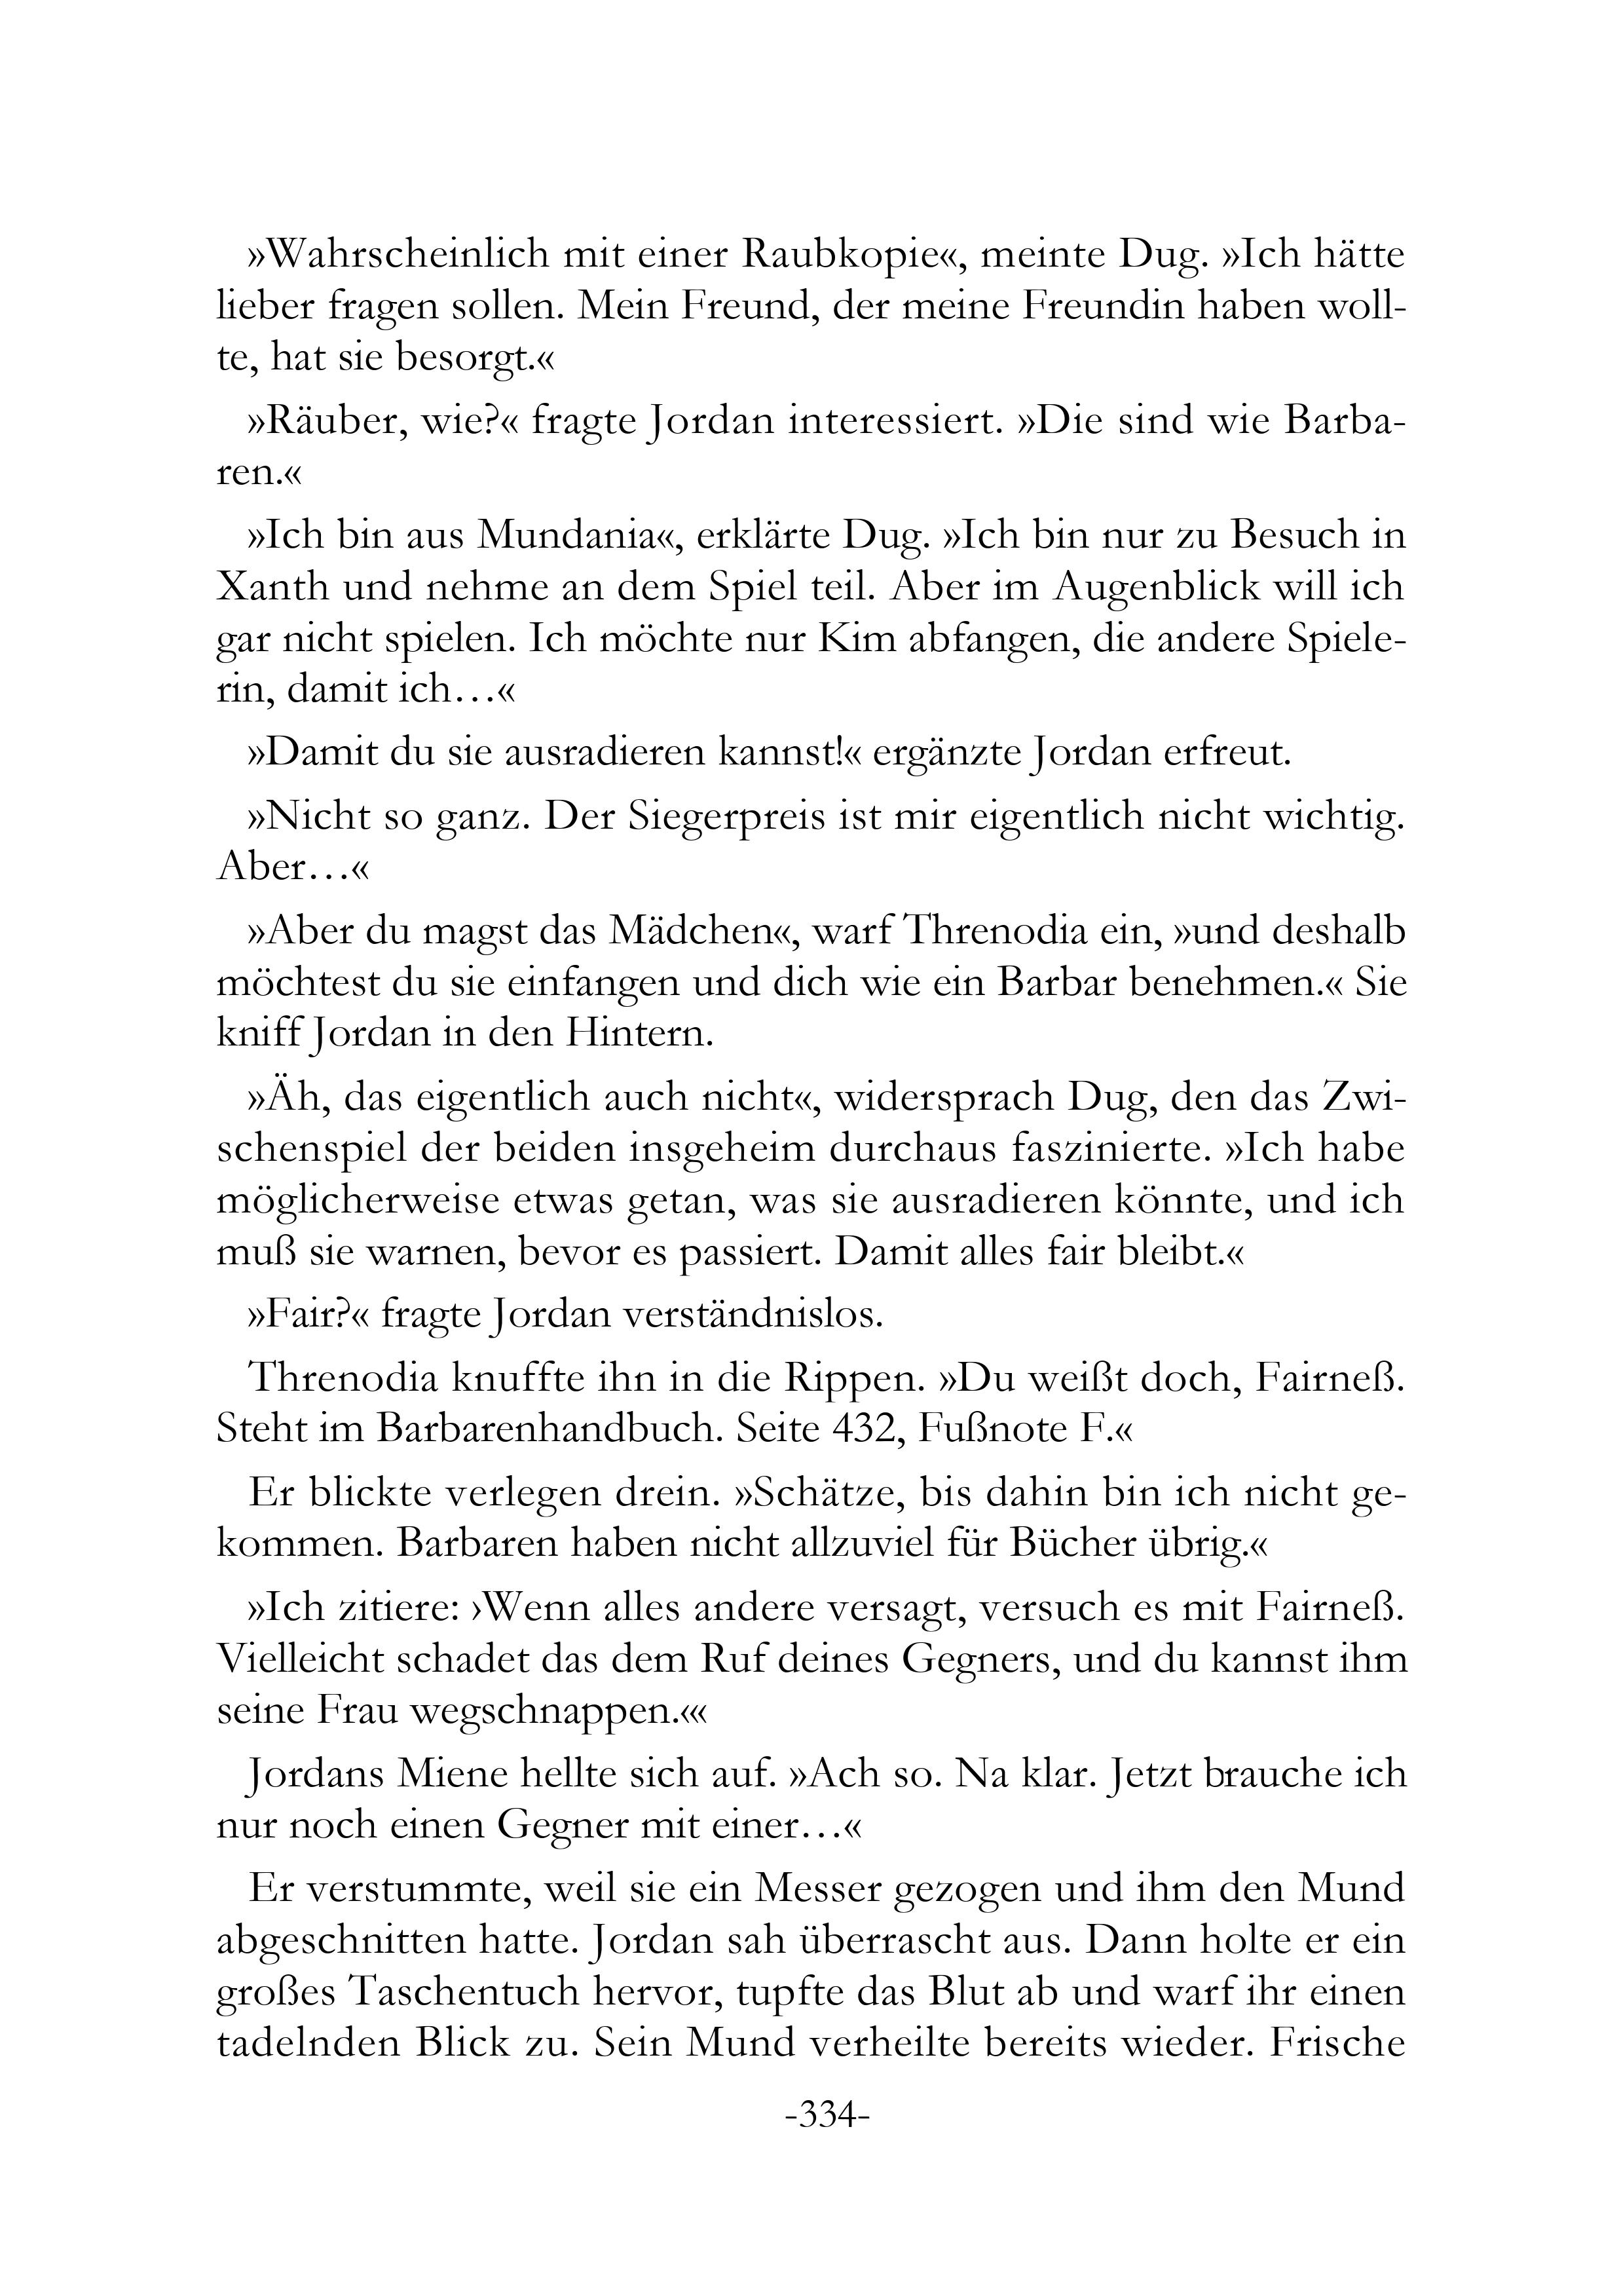 »Wahrscheinlich mit einer Raubkopie«, meinte Dug. »Ich hätte
lieber fragen sollen. Mein Freund, der meine Freundin haben woll-
te, hat sie besorgt.«
»Räuber, wie?« fragte Jordan interessiert. »Die sind wie Barba-
ren.«
»Ich bin aus Mundania«, erklärte Dug. »Ich bin nur zu Besuch in
Xanth und nehme an dem Spiel teil. Aber im Augenblick will ich
gar nicht spielen. Ich möchte nur Kim abfangen, die andere Spiele-
rin, damit ich…«
»Damit du sie ausradieren kannst!« ergänzte Jordan erfreut.
»Nicht so ganz. Der Siegerpreis ist mir eigentlich nicht wichtig.
Aber…«
»Aber du magst das Mädchen«, warf Threnodia ein, »und deshalb
möchtest du sie einfangen und dich wie ein Barbar benehmen.« Sie
kniff Jordan in den Hintern.
»Äh, das eigentlich auch nicht«, widersprach Dug, den das Zwi-
schenspiel der beiden insgeheim durchaus faszinierte. »Ich habe
möglicherweise etwas getan, was sie ausradieren könnte, und ich
muß sie warnen, bevor es passiert. Damit alles fair bleibt.«
»Fair?« fragte Jordan verständnislos.
Threnodia knuffte ihn in die Rippen. »Du weißt doch, Fairneß.
Steht im Barbarenhandbuch. Seite 432, Fußnote F.«
Er blickte verlegen drein. »Schätze, bis dahin bin ich nicht ge-
kommen. Barbaren haben nicht allzuviel für Bücher übrig.«
»Ich zitiere: ›Wenn alles andere versagt, versuch es mit Fairneß.
Vielleicht schadet das dem Ruf deines Gegners, und du kannst ihm
seine Frau wegschnappen.‹«
Jordans Miene hellte sich auf. »Ach so. Na klar. Jetzt brauche ich
nur noch einen Gegner mit einer…«
Er verstummte, weil sie ein Messer gezogen und ihm den Mund
abgeschnitten hatte. Jordan sah überrascht aus. Dann holte er ein
großes Taschentuch hervor, tupfte das Blut ab und warf ihr einen
tadelnden Blick zu. Sein Mund verheilte bereits wieder. Frische
-334-